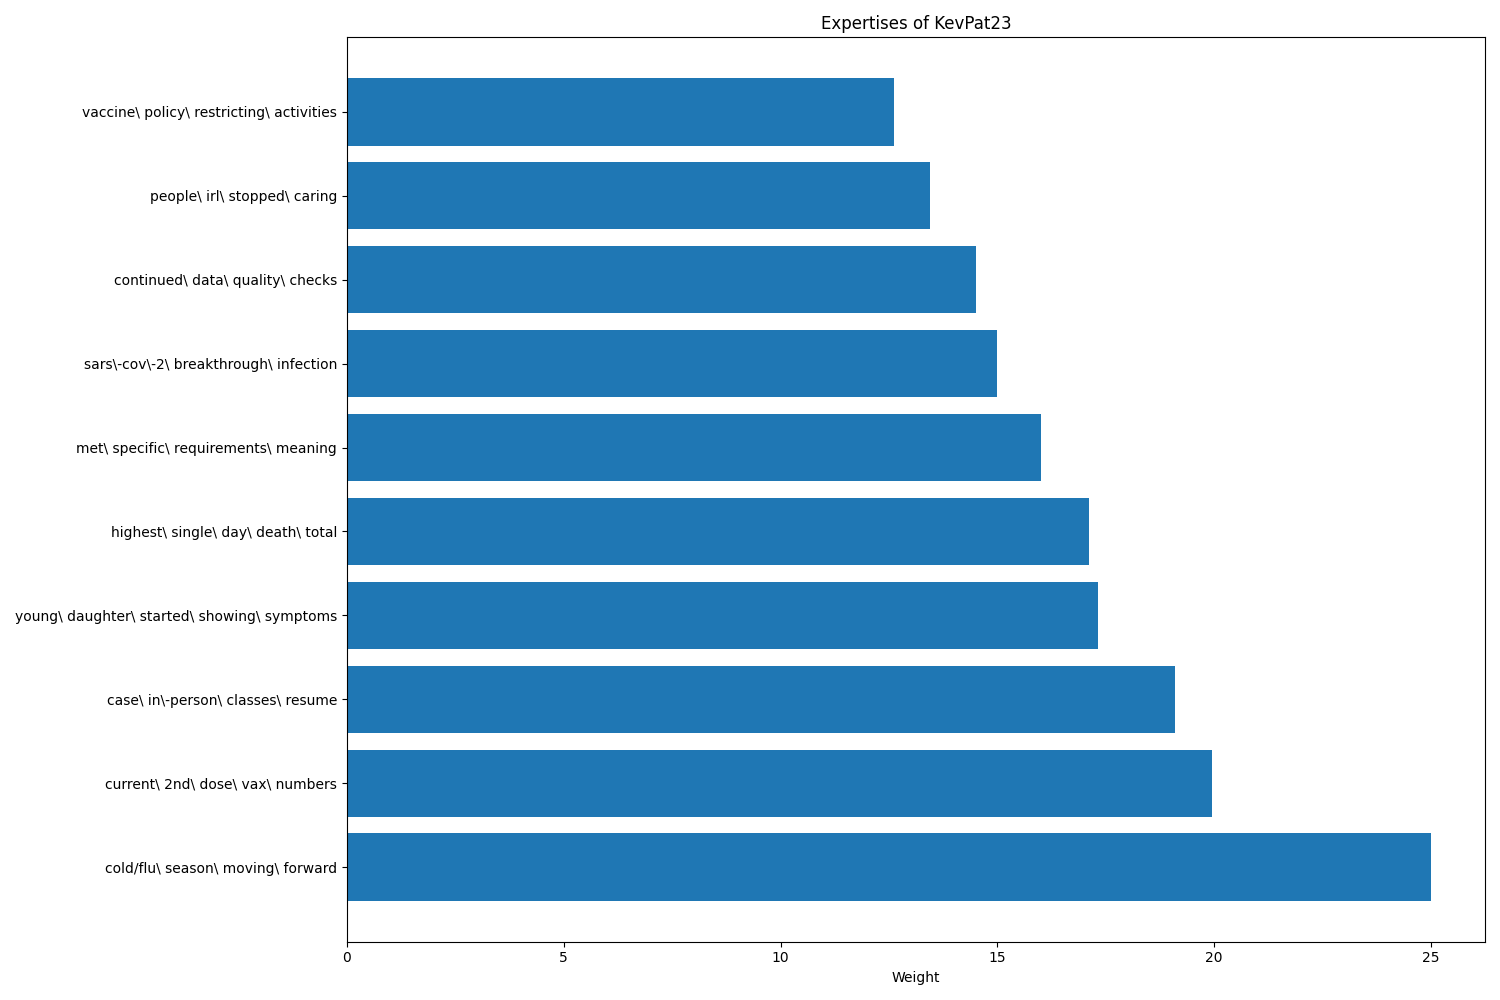 Expertises of KevPat23
vaccine\ policy\ restricting\ activities
people\ irl\ stopped\ caring
continued\ data\ quality\ checks
sars\-cov\-2\ breakthrough\ infection
met\ specific\ requirements\ meaning
highest\ single\ day\ death\ total
young\ daughter\ started\ showing\ symptoms
case\ in\-person\ classes\ resume
current\ 2nd\ dose\ vax\ numbers
cold/flu\ season\ moving\ forward
0 5 10 15 20 25
Weight